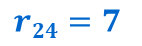 r₂₄ = 7